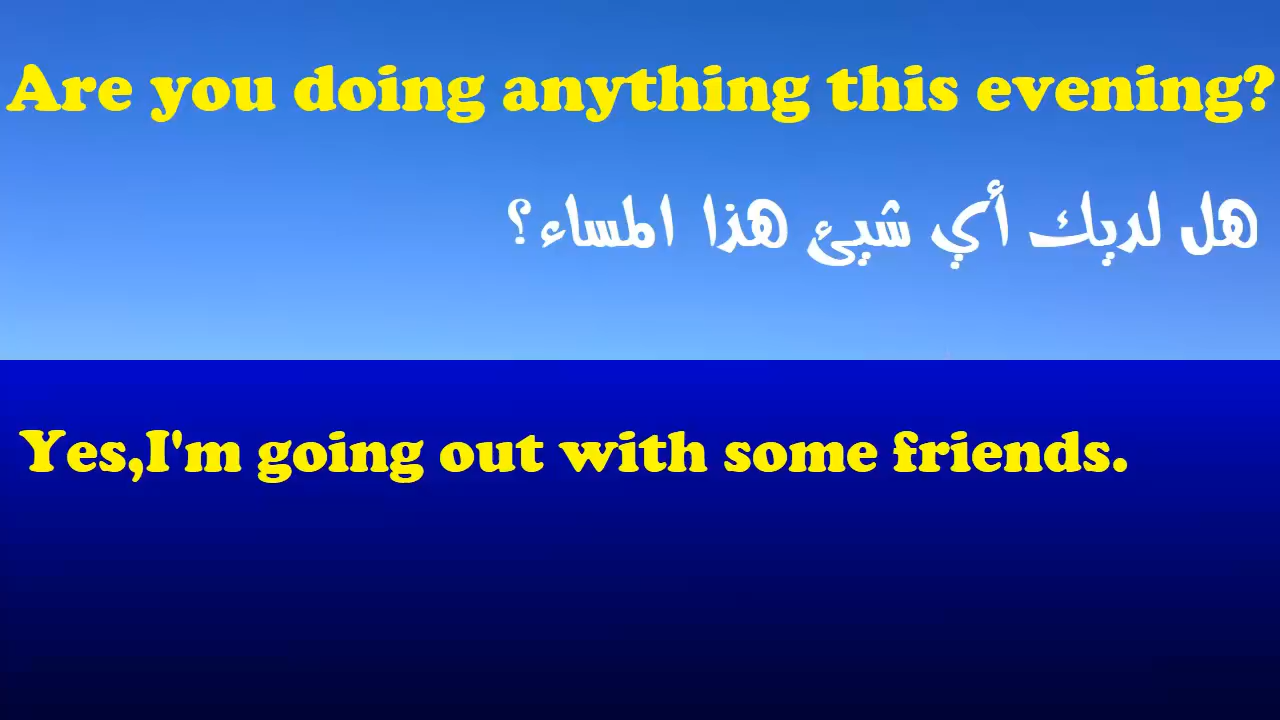 Are you doing anything this evening?
هل لديك أي شيئ هذا المساء؟
Yes,I'm going out with some friends.